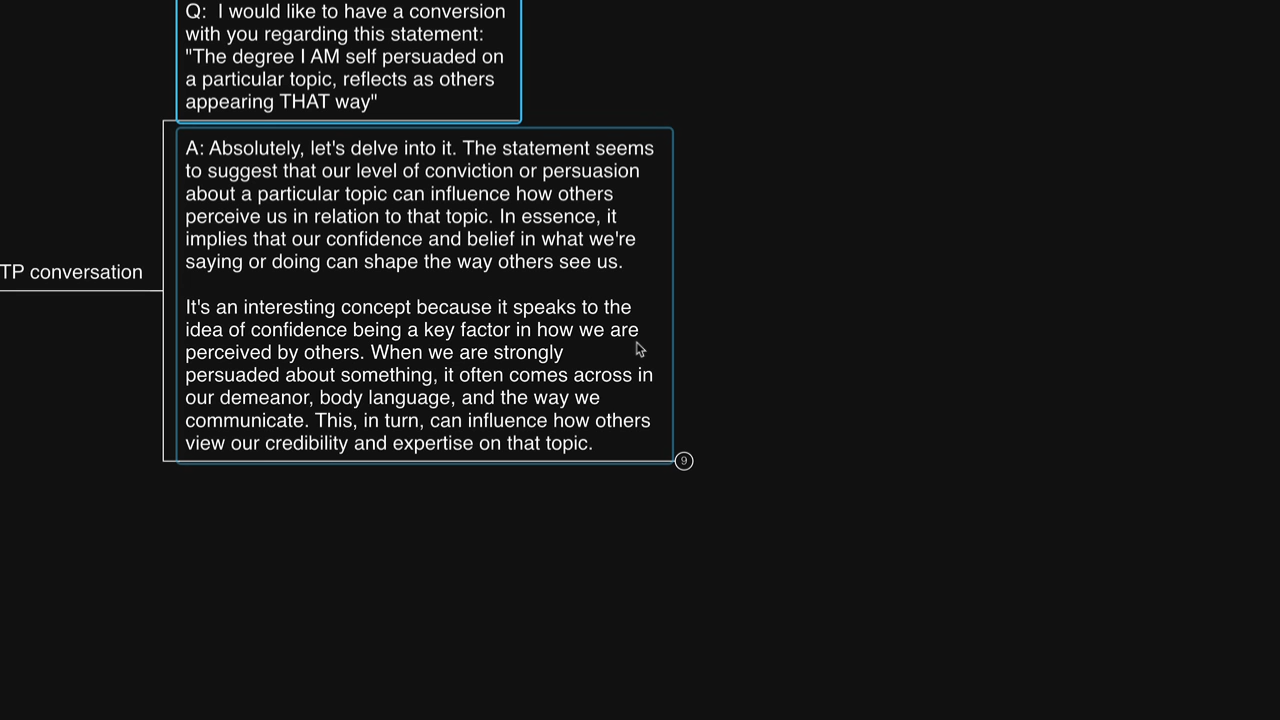 Q:  I would like to have a conversion
with you regarding this statement:
"The degree I AM self persuaded on
a particular topic, reflects as others
appearing THAT way"
A: Absolutely, let's delve into it. The statement seems
to suggest that our level of conviction or persuasion
about a particular topic can influence how others
perceive us in relation to that topic. In essence, it
implies that our confidence and belief in what we're
saying or doing can shape the way others see us.
TP conversation
It's an interesting concept because it speaks to the
idea of confidence being a key factor in how we are
perceived by others. When we are strongly
persuaded about something, it often comes across in
our demeanor, body language, and the way we
communicate. This, in turn, can influence how others
view our credibility and expertise on that topic.
9